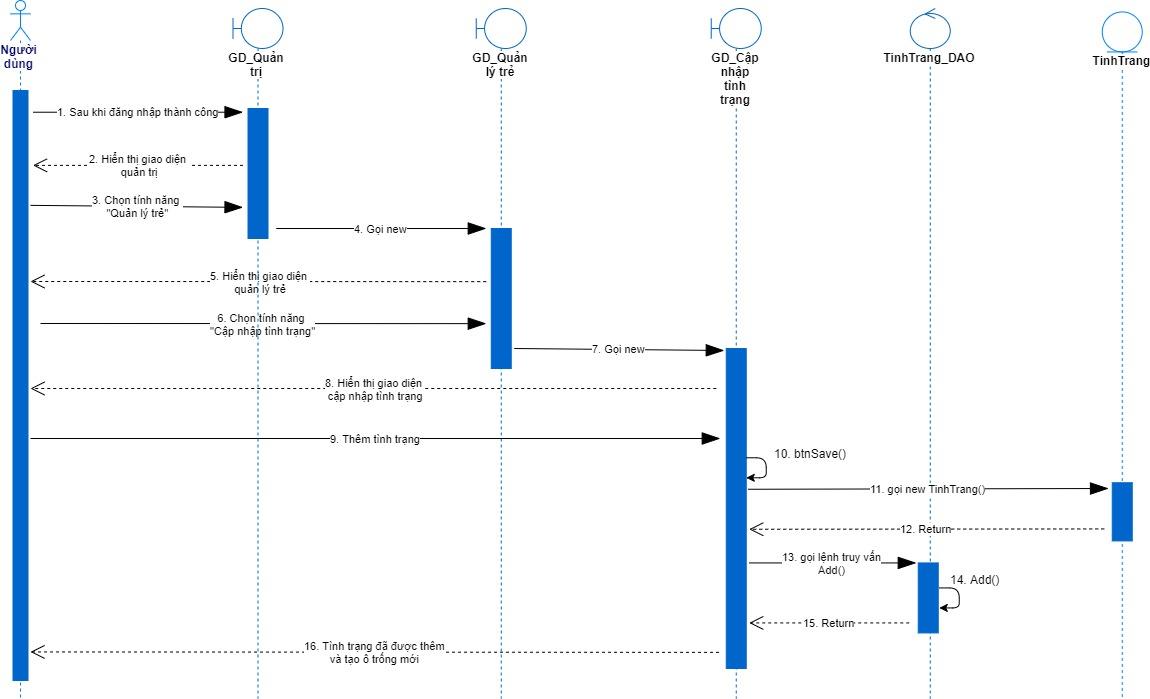 Người
dùng
GD_Quản
trị
GD_Quản
lý trẻ
GD_Cập
nhập
tình
trạng
TinhTrang_DAO
TinhTrang
1. Sau khi đăng nhập thành công
2. Hiển thị giao diện
quản trị
3. Chọn tính năng
"Quản lý trẻ"
4. Gọi new
5. Hiển thị giao diện
quản lý trẻ
6. Chọn tính năng
"Cập nhập tình trạng"
7. Gọi new
8. Hiển thị giao diện
cập nhập tình trạng
9. Thêm tình trạng
10. btnSave()
11. gọi new TinhTrang()
12. Return
13. gọi lệnh truy vấn
Add()
14. Add()
15. Return
16. Tình trạng đã được thêm
và tạo ô trống mới